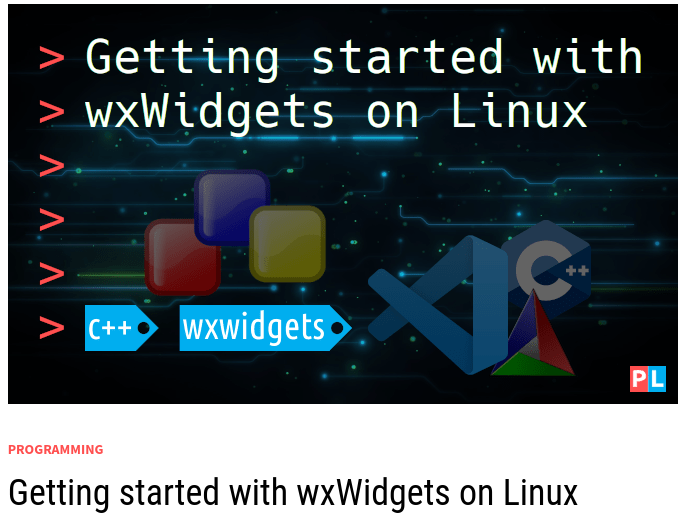 > Getting started with
> wxWidgets on Linux
>
>
>
> c++ wxwidgets
C++
PL
PROGRAMMING
Getting started with wxWidgets on Linux